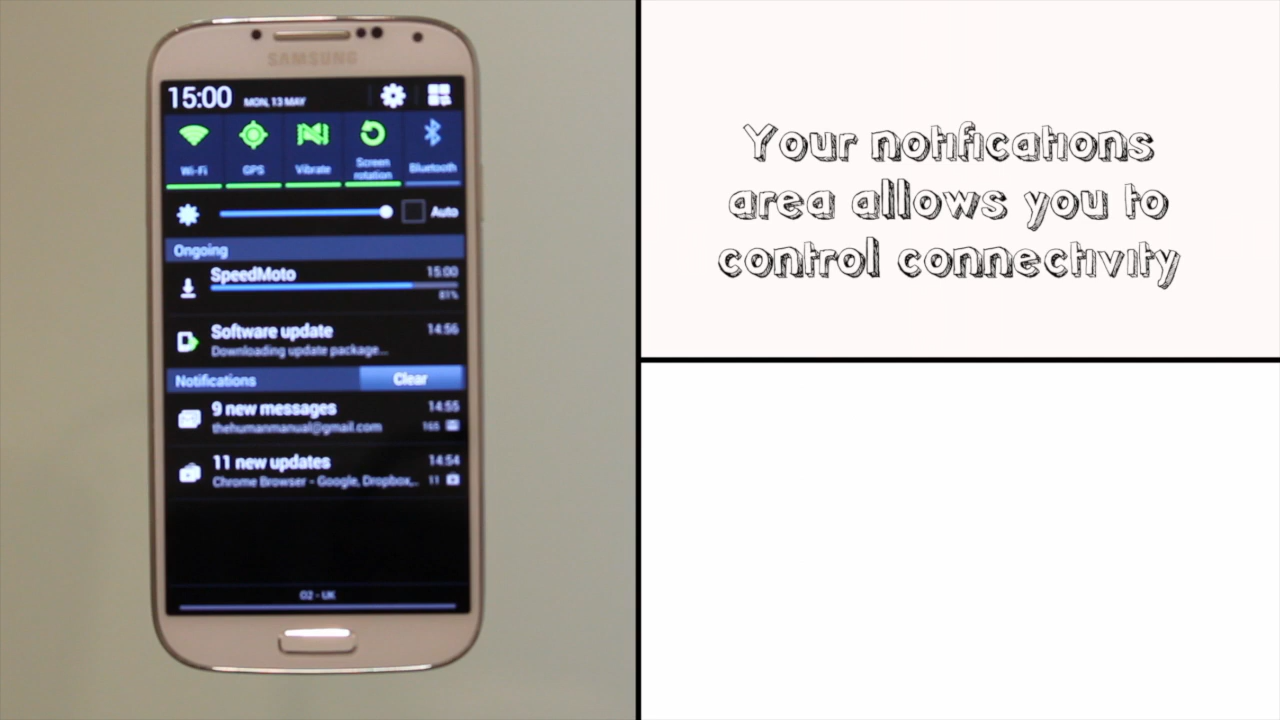 SAMSUNG
15:00 MON, 13 MAY
Wi-Fi GPS Vibrate Screen rotation Bluetooth
Auto
Ongoing
SpeedMoto 15:00
81%
Software update 14:56
Downloading update package...
Notifications Clear
9 new messages 14:55
thehumanmanual@gmail.com 165
11 new updates 14:54
Chrome Browser - Google, Dropbox,.. 11
O2 - UK
Your notifications
area allows you to
control connectivity